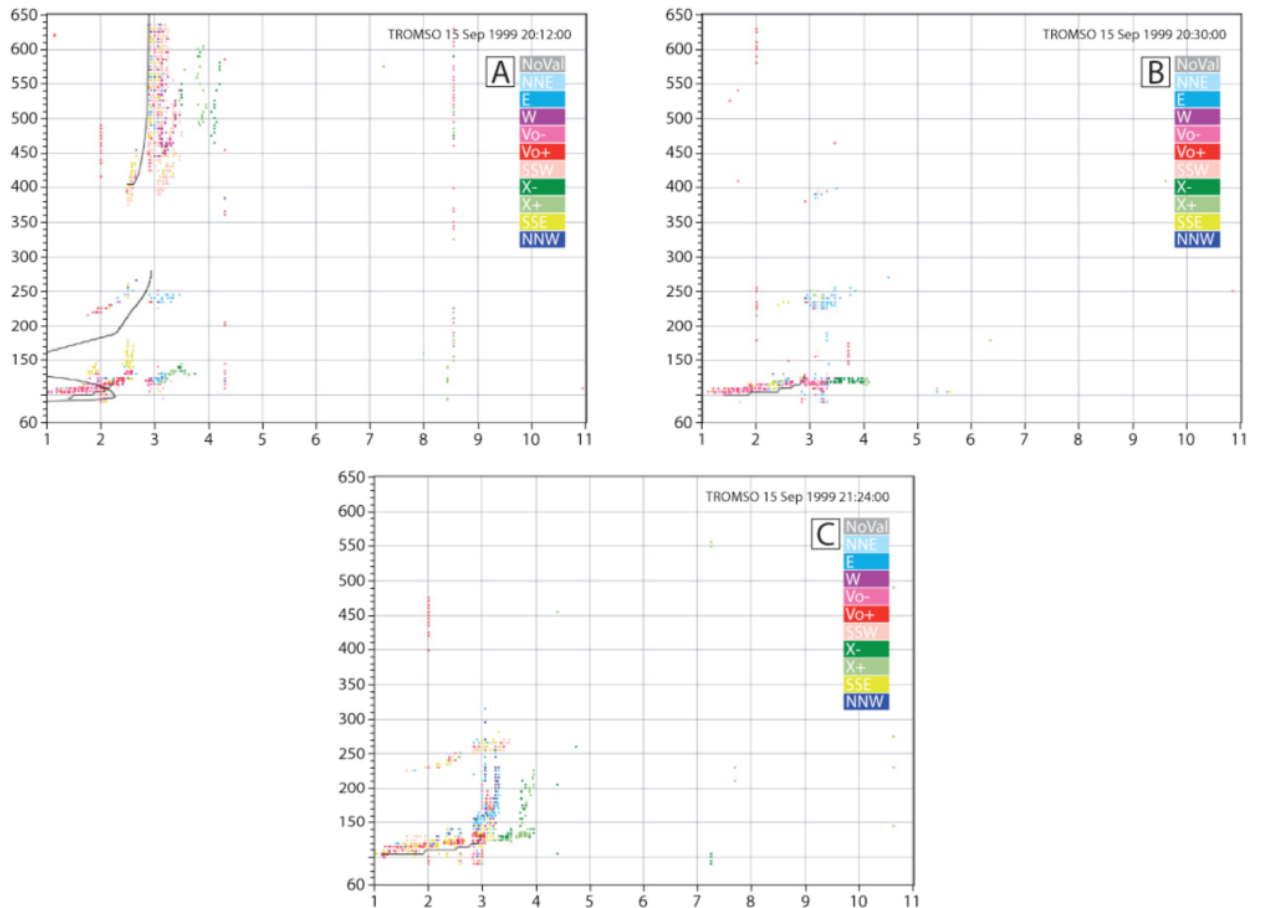 TROMSO 15 Sep 1999 20:12:00
A
NoVal
NNE
E
W
Vo-
Vo+
SSW
X-
X+
SSE
NNW
650
600
550
500
450
400
350
300
250
200
150
60
1 2 3 4 5 6 7 8 9 10 11
TROMSO 15 Sep 1999 20:30:00
B
NoVal
NNE
E
W
Vo-
Vo+
SSW
X-
X+
SSE
NNW
650
600
550
500
450
400
350
300
250
200
150
60
1 2 3 4 5 6 7 8 9 10 11
TROMSO 15 Sep 1999 21:24:00
C
NoVal
NNE
E
W
Vo-
Vo+
SSW
X-
X+
SSE
NNW
650
600
550
500
450
400
350
300
250
200
150
60
1 2 3 4 5 6 7 8 9 10 11